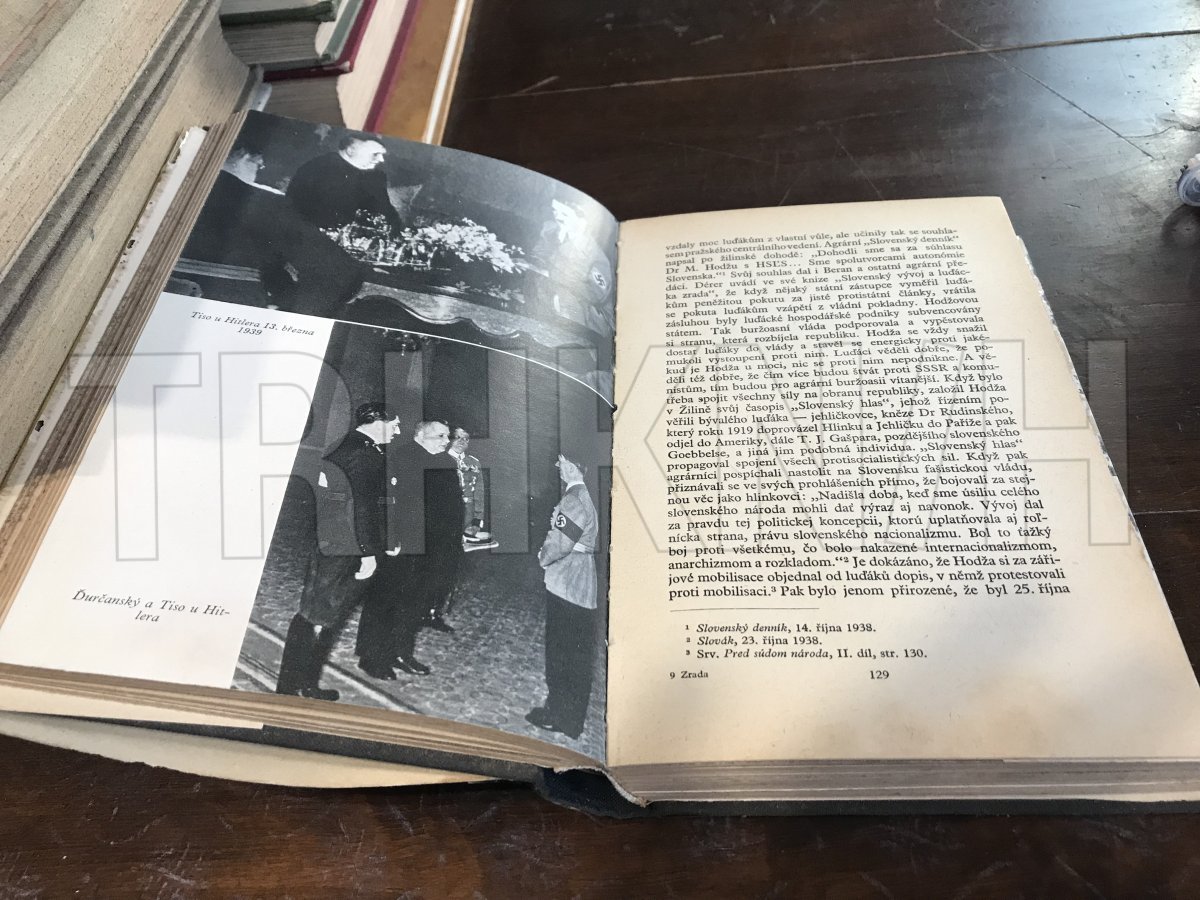 Tiso u Hitlera 13. března
1939
Ďurčanský a Tiso u Hit-
lera
vzdaly moc luďákům z vlastní vůle, ale učinily tak se souhla-
sem pražského centrálního vedení. Agrární „Slovenský denník“
napsal po žilinské dohodě: „Dohodli sme sa za súhlasu
Dr M. Hodžu s HSĽS... Sme spolutvorcami autonómie
Slovenska.“¹ Svůj souhlas dal i Beran a ostatní agrární pře-
dáci. Dérer uvádí ve své knize „Slovenský vývoj a luďác-
ka zrada“, že když nějaký státní zástupce vyměřil luďá-
kům peněžitou pokutu za jisté protistátní články, vrátila
se pokuta luďákům vzápětí z vládní pokladny. Hodžovou
zásluhou byly luďácké hospodářské podniky subvencovány
státem. Tak buržoasní vláda podporovala a vypěstovala
si stranu, která rozbíjela republiku. Hodža se vždy snažil
dostat luďáky do vlády a stavěl se energicky proti jaké-
mukoli vystoupení proti nim. Luďáci věděli dobře, že po-
kud je Hodža u moci, nic se proti nim nepodnikne. A vě-
děli též dobře, že čím více budou štvát proti SSSR a komu-
nistům, tím budou pro agrární buržoasii vítanější. Když bylo
třeba spojit všechny síly na obranu republiky, založil Hodža
v Žilině svůj časopis „Slovenský hlas“, jehož řízením po-
věřili bývalého luďáka — jehličkovce, kněze Dr Rudinského,
který roku 1919 doprovázel Hlinku a Jehličku do Paříže a pak
odjel do Ameriky, dále T. J. Gašpara, pozdějšího slovenského
Goebbelse, a jiná jim podobná individua. „Slovenský hlas“
propagoval spojení všech protisocialistických sil. Když pak
agrárníci pospíchali nastolit na Slovensku fašistickou vládu,
přiznávali se ve svých prohlášeních přímo, že bojovali za stej-
nou věc jako hlinkovci: „Nadišla doba, keď sme úsiliu celého
slovenského národa mohli dať výraz aj navonok. Vývoj dal
za pravdu tej politickej koncepcii, ktorú uplatňovala aj roľ-
nícka strana, právu slovenského nacionalizmu. Bol to ťažký
boj proti všetkému, čo bolo nakazené internacionalizmom,
anarchizmom a rozkladom.“² Je dokázáno, že Hodža si za záři-
jové mobilisace objednal od luďáků dopis, v němž protestovali
proti mobilisaci.³ Pak bylo jenom přirozené, že byl 25. října
¹ Slovenský denník, 14. října 1938.
² Slovák, 23. října 1938.
³ Srv. Pred súdom národa, II. díl, str. 130.
9 Zrada
129
TRHKNIH